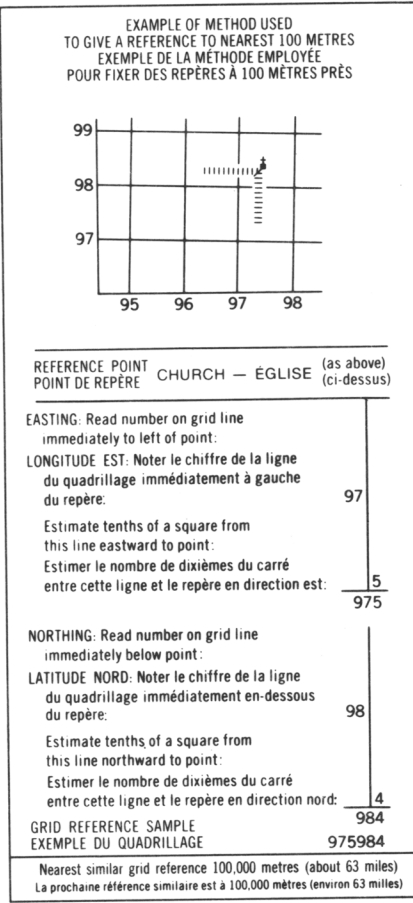 EXAMPLE OF METHOD USED
TO GIVE A REFERENCE TO NEAREST 100 METRES
EXEMPLE DE LA MÉTHODE EMPLOYÉE
POUR FIXER DES REPÈRES À 100 MÈTRES PRÈS
99
98
97
95 96 97 98
REFERENCE POINT
POINT DE REPÈRE
CHURCH — ÉGLISE
(as above)
(ci-dessus)
EASTING: Read number on grid line
immediately to left of point:
LONGITUDE EST: Noter le chiffre de la ligne
du quadrillage immédiatement à gauche
du repère: 97
Estimate tenths of a square from
this line eastward to point:
Estimer le nombre de dixièmes du carré
entre cette ligne et le repère en direction est: 5
975
NORTHING: Read number on grid line
immediately below point:
LATITUDE NORD: Noter le chiffre de la ligne
du quadrillage immédiatement en-dessous
du repère: 98
Estimate tenths of a square from
this line northward to point:
Estimer le nombre de dixièmes du carré
entre cette ligne et le repère en direction nord: 4
984
GRID REFERENCE SAMPLE
EXEMPLE DU QUADRILLAGE 975984
Nearest similar grid reference 100,000 metres (about 63 miles)
La prochaine référence similaire est à 100,000 mètres (environ 63 milles)